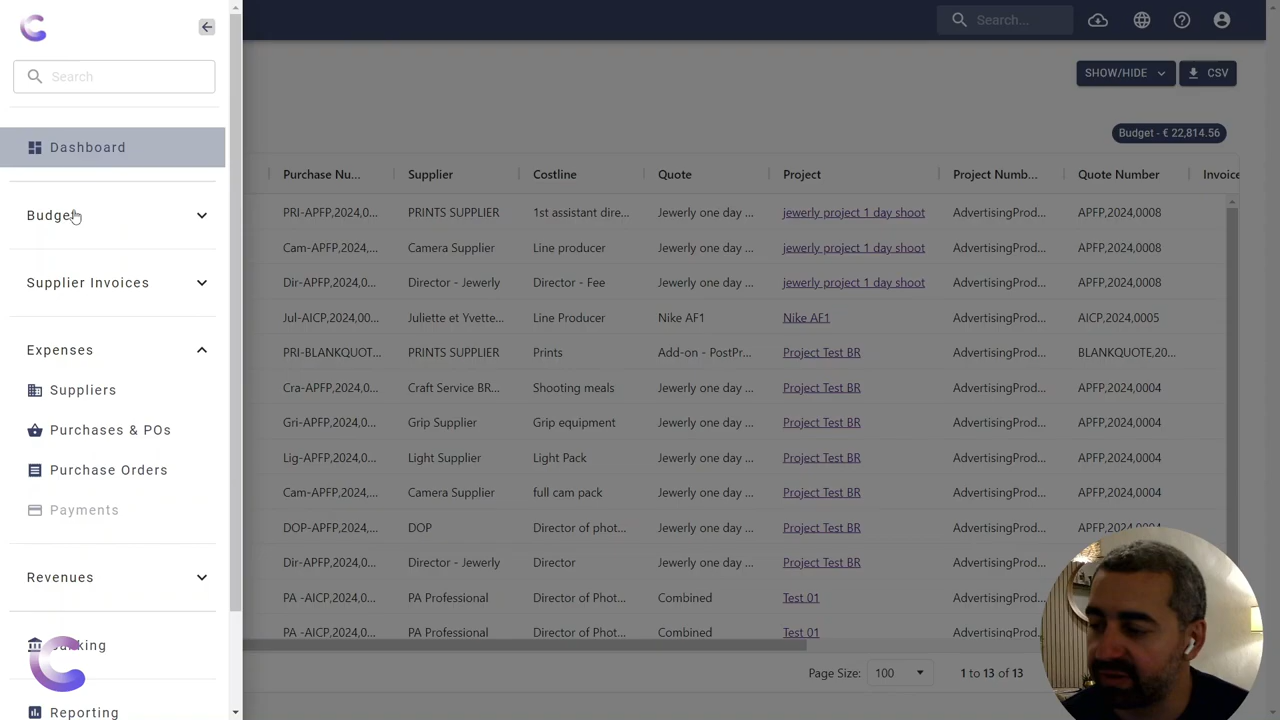 Search...
Search
SHOW/HIDE
CSV
Budget - € 22,814.56
Dashboard
Budget
Supplier Invoices
Expenses
Suppliers
Purchases & POs
Purchase Orders
Payments
Revenues
Banking
Reporting
Purchase Nu... Supplier Costline Quote Project Project Numb... Quote Number Invoice
PRI-APFP,2024,0... PRINTS SUPPLIER 1st assistant dire... Jewerly one day ... jewerly project 1 day shoot AdvertisingProd... APFP,2024,0008
Cam-APFP,2024,... Camera Supplier Line producer Jewerly one day ... jewerly project 1 day shoot AdvertisingProd... APFP,2024,0008
Dir-APFP,2024,0... Director - Jewerly Director - Fee Jewerly one day ... jewerly project 1 day shoot AdvertisingProd... APFP,2024,0008
Jul-AICP,2024,00... Juliette et Yvette... Line Producer Nike AF1 Nike AF1 AdvertisingProd... AICP,2024,0005
PRI-BLANKQUOT... PRINTS SUPPLIER Prints Add-on - PostPr... Project Test BR AdvertisingProd... BLANKQUOTE,20...
Cra-APFP,2024,0... Craft Service BR... Shooting meals Jewerly one day ... Project Test BR AdvertisingProd... APFP,2024,0004
Gri-APFP,2024,0... Grip Supplier Grip equipment Jewerly one day ... Project Test BR AdvertisingProd... APFP,2024,0004
Lig-APFP,2024,0... Light Supplier Light Pack Jewerly one day ... Project Test BR AdvertisingProd... APFP,2024,0004
Cam-APFP,2024,... Camera Supplier full cam pack Jewerly one day ... Project Test BR AdvertisingProd... APFP,2024,0004
DOP-APFP,2024,... DOP Director of phot... Jewerly one day ... Project Test BR AdvertisingProd... APFP,2024,0004
Dir-APFP,2024,0... Director - Jewerly Director Jewerly one day ... Project Test BR AdvertisingProd...
PA -AICP,2024,0... PA Professional Director of Phot... Combined Test 01 AdvertisingProd...
PA -AICP,2024,0... PA Professional Director of Phot... Combined Test 01
Page Size: 100 1 to 13 of 13